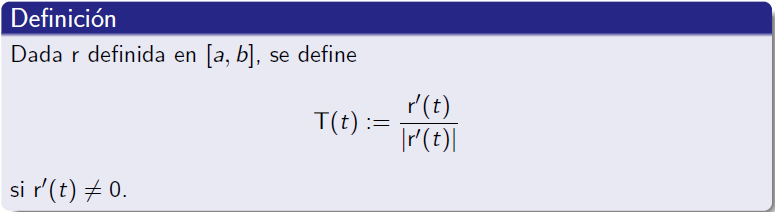 Definición
Dada r definida en [a, b], se define
T(t) := r′(t) / |r′(t)|
si r′(t) ≠ 0.